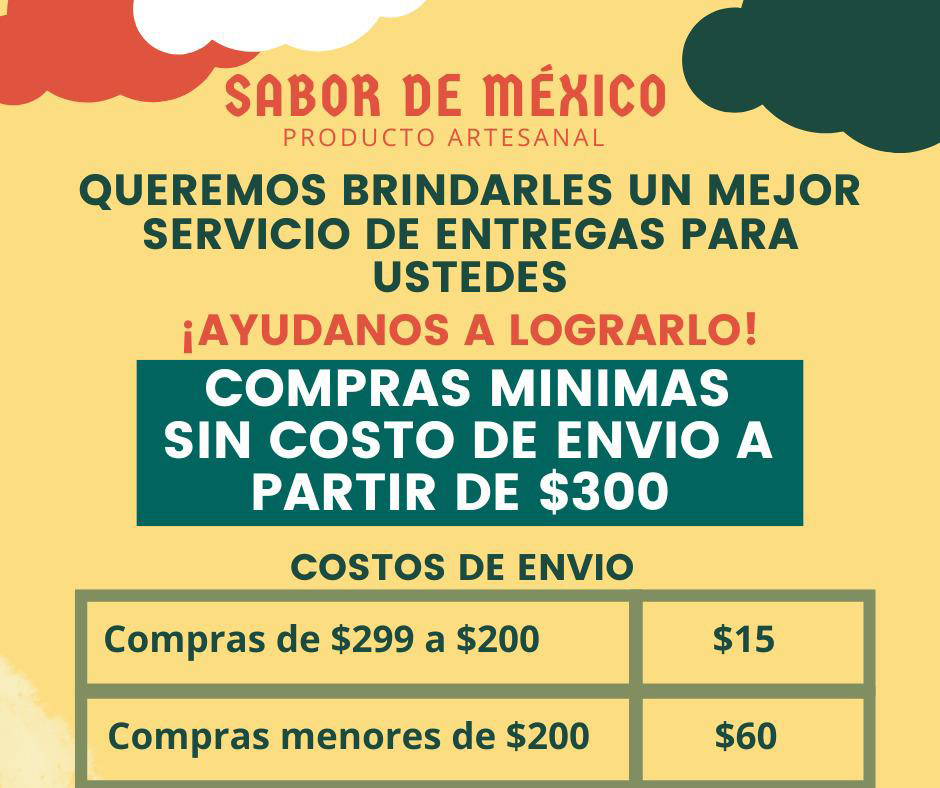 SABOR DE MÉXICO
PRODUCTO ARTESANAL
QUEREMOS BRINDARLES UN MEJOR
SERVICIO DE ENTREGAS PARA
USTEDES
¡AYUDANOS A LOGRARLO!
COMPRAS MINIMAS
SIN COSTO DE ENVIO A
PARTIR DE $300
COSTOS DE ENVIO
Compras de $299 a $200 $15
Compras menores de $200 $60